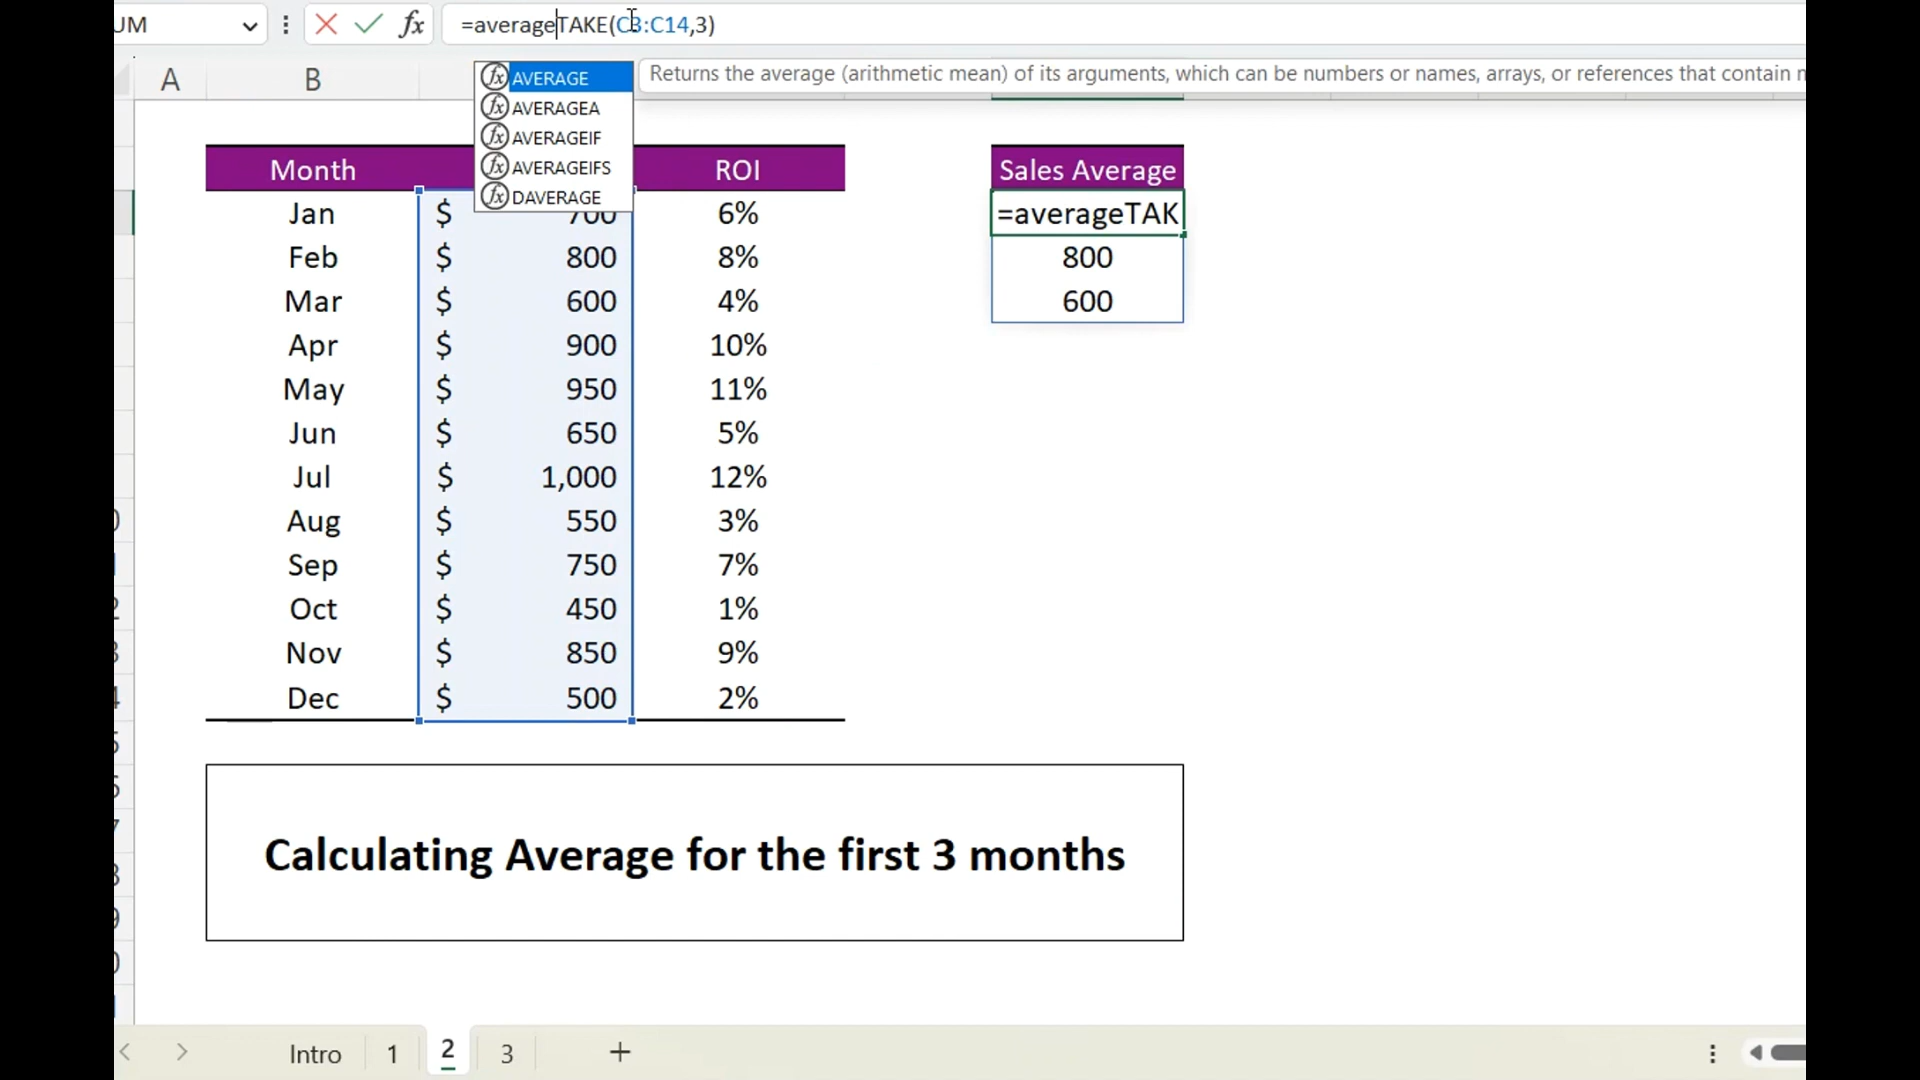 UM =averageTAKE(C3:C14,3)
AVERAGE Returns the average (arithmetic mean) of its arguments, which can be numbers or names, arrays, or references that contain
AVERAGEA
AVERAGEIF
AVERAGEIFS
DAVERAGE
A B
Month ROI Sales Average
Jan $ 700 6% =averageTAK
Feb $ 800 8% 800
Mar $ 600 4% 600
Apr $ 900 10%
May $ 950 11%
Jun $ 650 5%
Jul $ 1,000 12%
Aug $ 550 3%
Sep $ 750 7%
Oct $ 450 1%
Nov $ 850 9%
Dec $ 500 2%
Calculating Average for the first 3 months
Intro 1 2 3 +